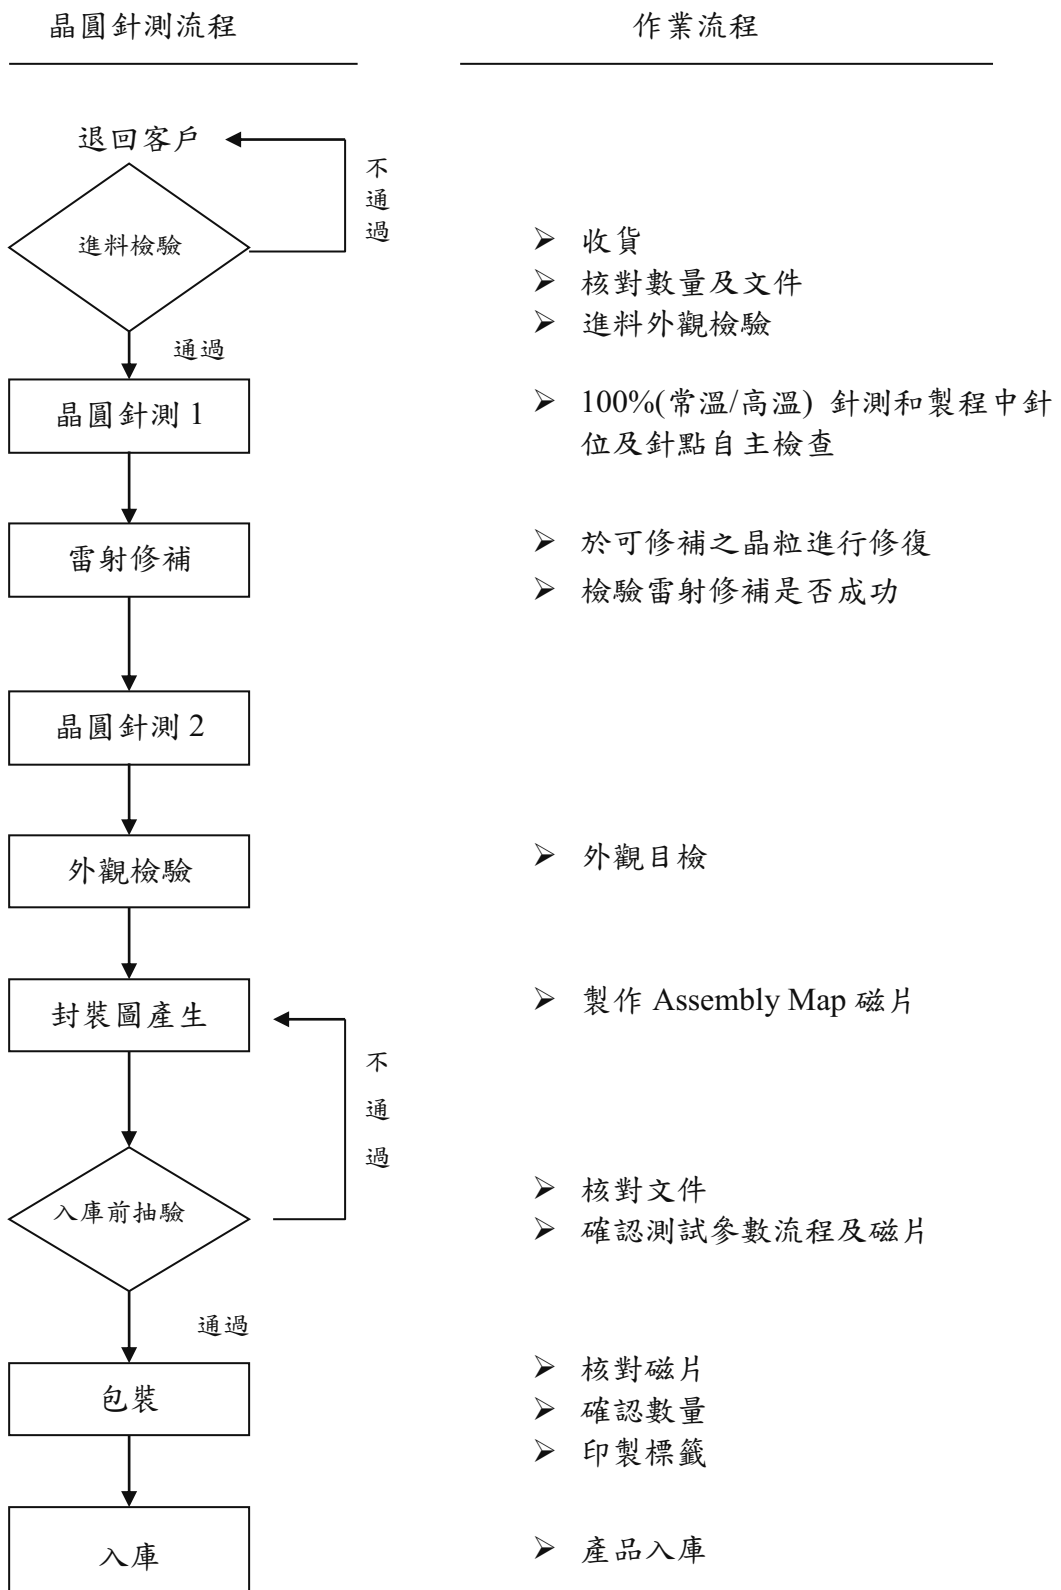 晶圓針測流程
作業流程
退回客戶
不
通
過
進料檢驗
➢ 收貨
➢ 核對數量及文件
➢ 進料外觀檢驗
通過
晶圓針測 1
➢ 100%(常溫/高溫) 針測和製程中針
位及針點自主檢查
雷射修補
➢ 於可修補之晶粒進行修復
➢ 檢驗雷射修補是否成功
晶圓針測 2
外觀檢驗
➢ 外觀目檢
封裝圖產生
➢ 製作 Assembly Map 磁片
不
通
過
入庫前抽驗
➢ 核對文件
➢ 確認測試參數流程及磁片
通過
包裝
➢ 核對磁片
➢ 確認數量
➢ 印製標籤
入庫
➢ 產品入庫